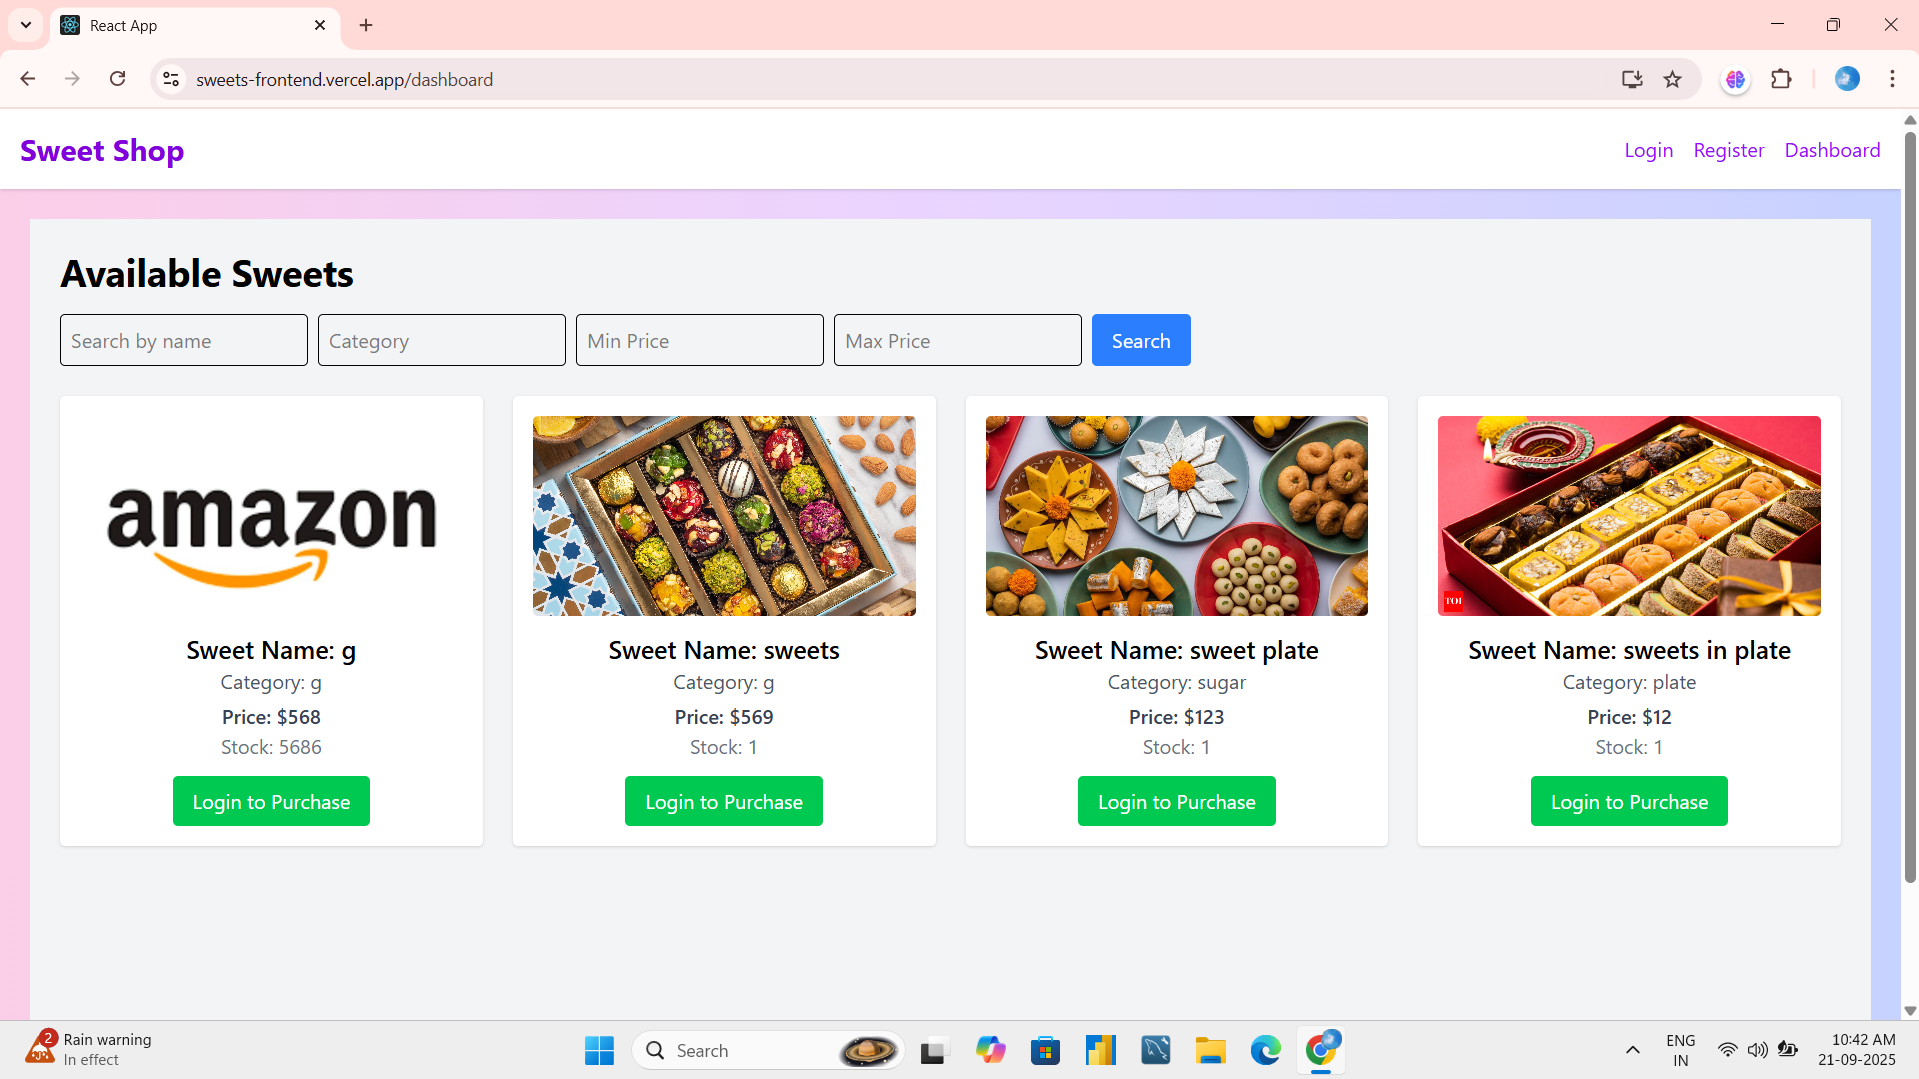 React App
sweets-frontend.vercel.app/dashboard
Sweet Shop
Login Register Dashboard
Available Sweets
Search by name Category Min Price Max Price Search
amazon
Sweet Name: g
Category: g
Price: $568
Stock: 5686
Login to Purchase
Sweet Name: sweets
Category: g
Price: $569
Stock: 1
Login to Purchase
Sweet Name: sweet plate
Category: sugar
Price: $123
Stock: 1
Login to Purchase
TOI
Sweet Name: sweets in plate
Category: plate
Price: $12
Stock: 1
Login to Purchase
2
Rain warning
In effect
Search
ENG
IN
10:42 AM
21-09-2025